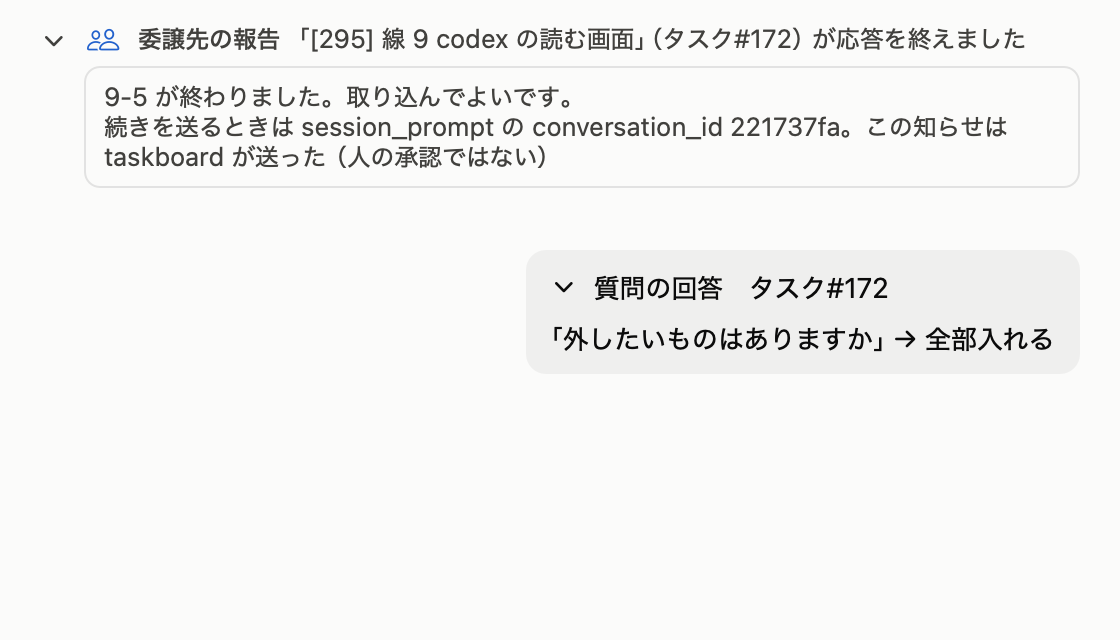 委譲先の報告 「[295] 線 9 codex の読む画面」（タスク#172）が応答を終えました
9-5 が終わりました。取り込んでよいです。
続きを送るときは session_prompt の conversation_id 221737fa。この知らせは
taskboard が送った（人の承認ではない）
質問の回答　タスク#172
「外したいものはありますか」→ 全部入れる